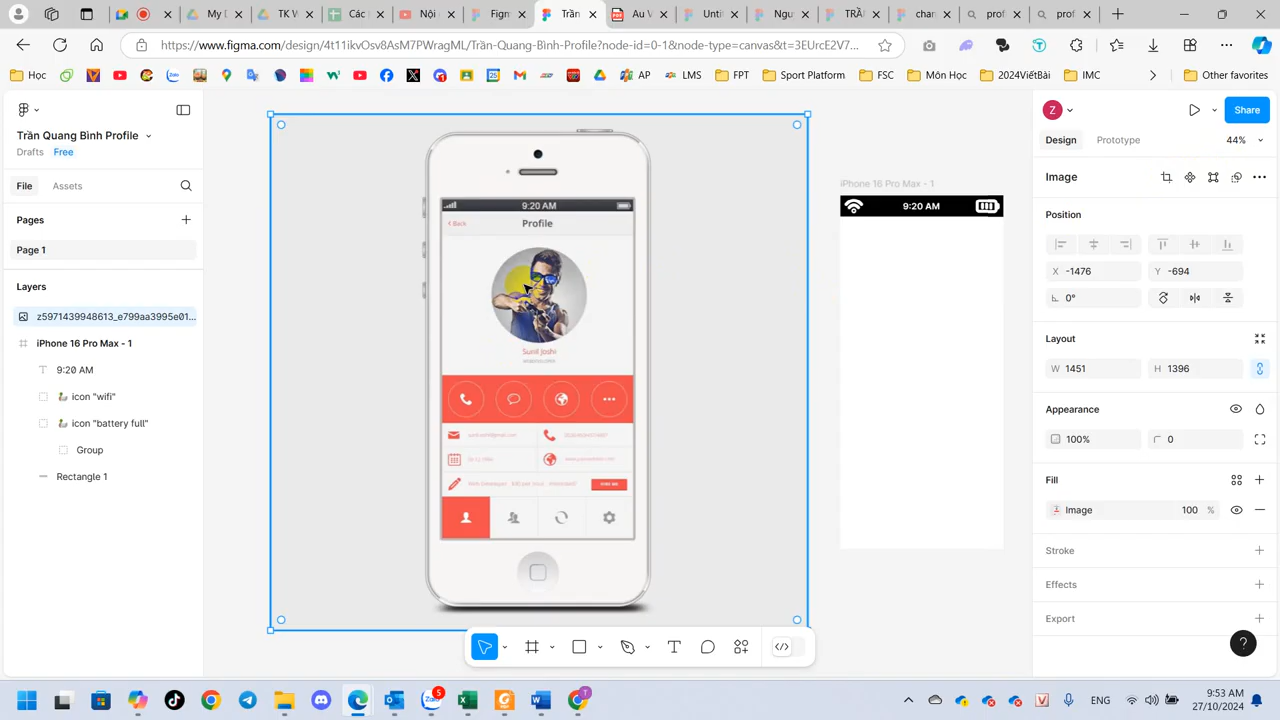 My D
TK V
Các
Nội
Fign
Trần
Au V
Unti
Ngu
TRẦ
chan
prof
prof
https://www.figma.com/design/4t11ikvOsv8AsM7PWragML/Trần-Quang-Bình-Profile?node-id=0-1&node-type=canvas&t=3EUrcE2V7...
Học
AP
LMS
FPT
Sport Platform
FSC
Môn Học
2024ViếtBài
IMC
Other favorites
Trần Quang Bình Profile
Drafts Free
File Assets
Pages
Page 1
Layers
z5971439948613_e799aa3995e01...
iPhone 16 Pro Max - 1
9:20 AM
icon "wifi"
icon "battery full"
Group
Rectangle 1
9:20 AM
Back
Profile
Sunil Joshi
iPhone 16 Pro Max - 1
9:20 AM
Z
Share
Design Prototype 44%
Image
Position
X -1476 Y -694
0°
Layout
W 1451 H 1396
Appearance
100% 0
Fill
Image 100 %
Stroke
Effects
Export
?
5
T
ENG
9:53 AM
27/10/2024